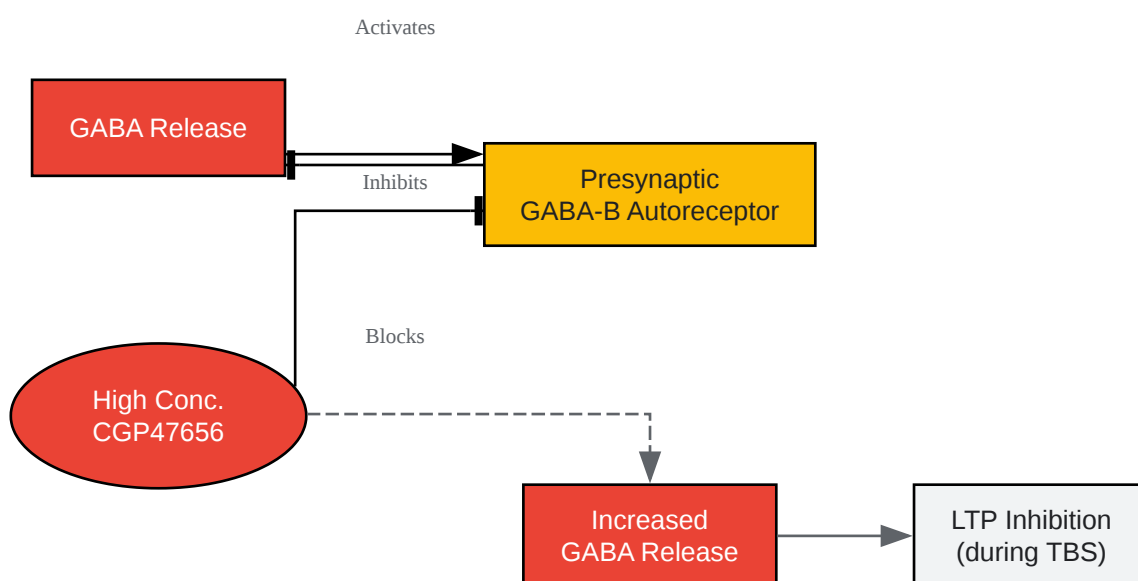 Activates
GABA Release
Presynaptic
GABA-B Autoreceptor
Inhibits
Blocks
High Conc.
CGP47656
Increased
GABA Release
LTP Inhibition
(during TBS)